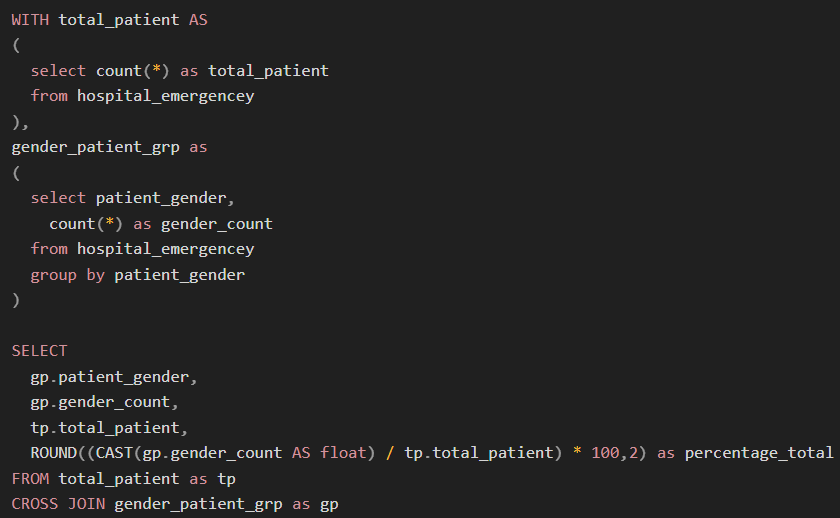 WITH total_patient AS
(
  select count(*) as total_patient
  from hospital_emergencey
),
gender_patient_grp as
(
  select patient_gender,
    count(*) as gender_count
  from hospital_emergencey
  group by patient_gender
)

SELECT
  gp.patient_gender,
  gp.gender_count,
  tp.total_patient,
  ROUND((CAST(gp.gender_count AS float) / tp.total_patient) * 100,2) as percentage_total
FROM total_patient as tp
CROSS JOIN gender_patient_grp as gp